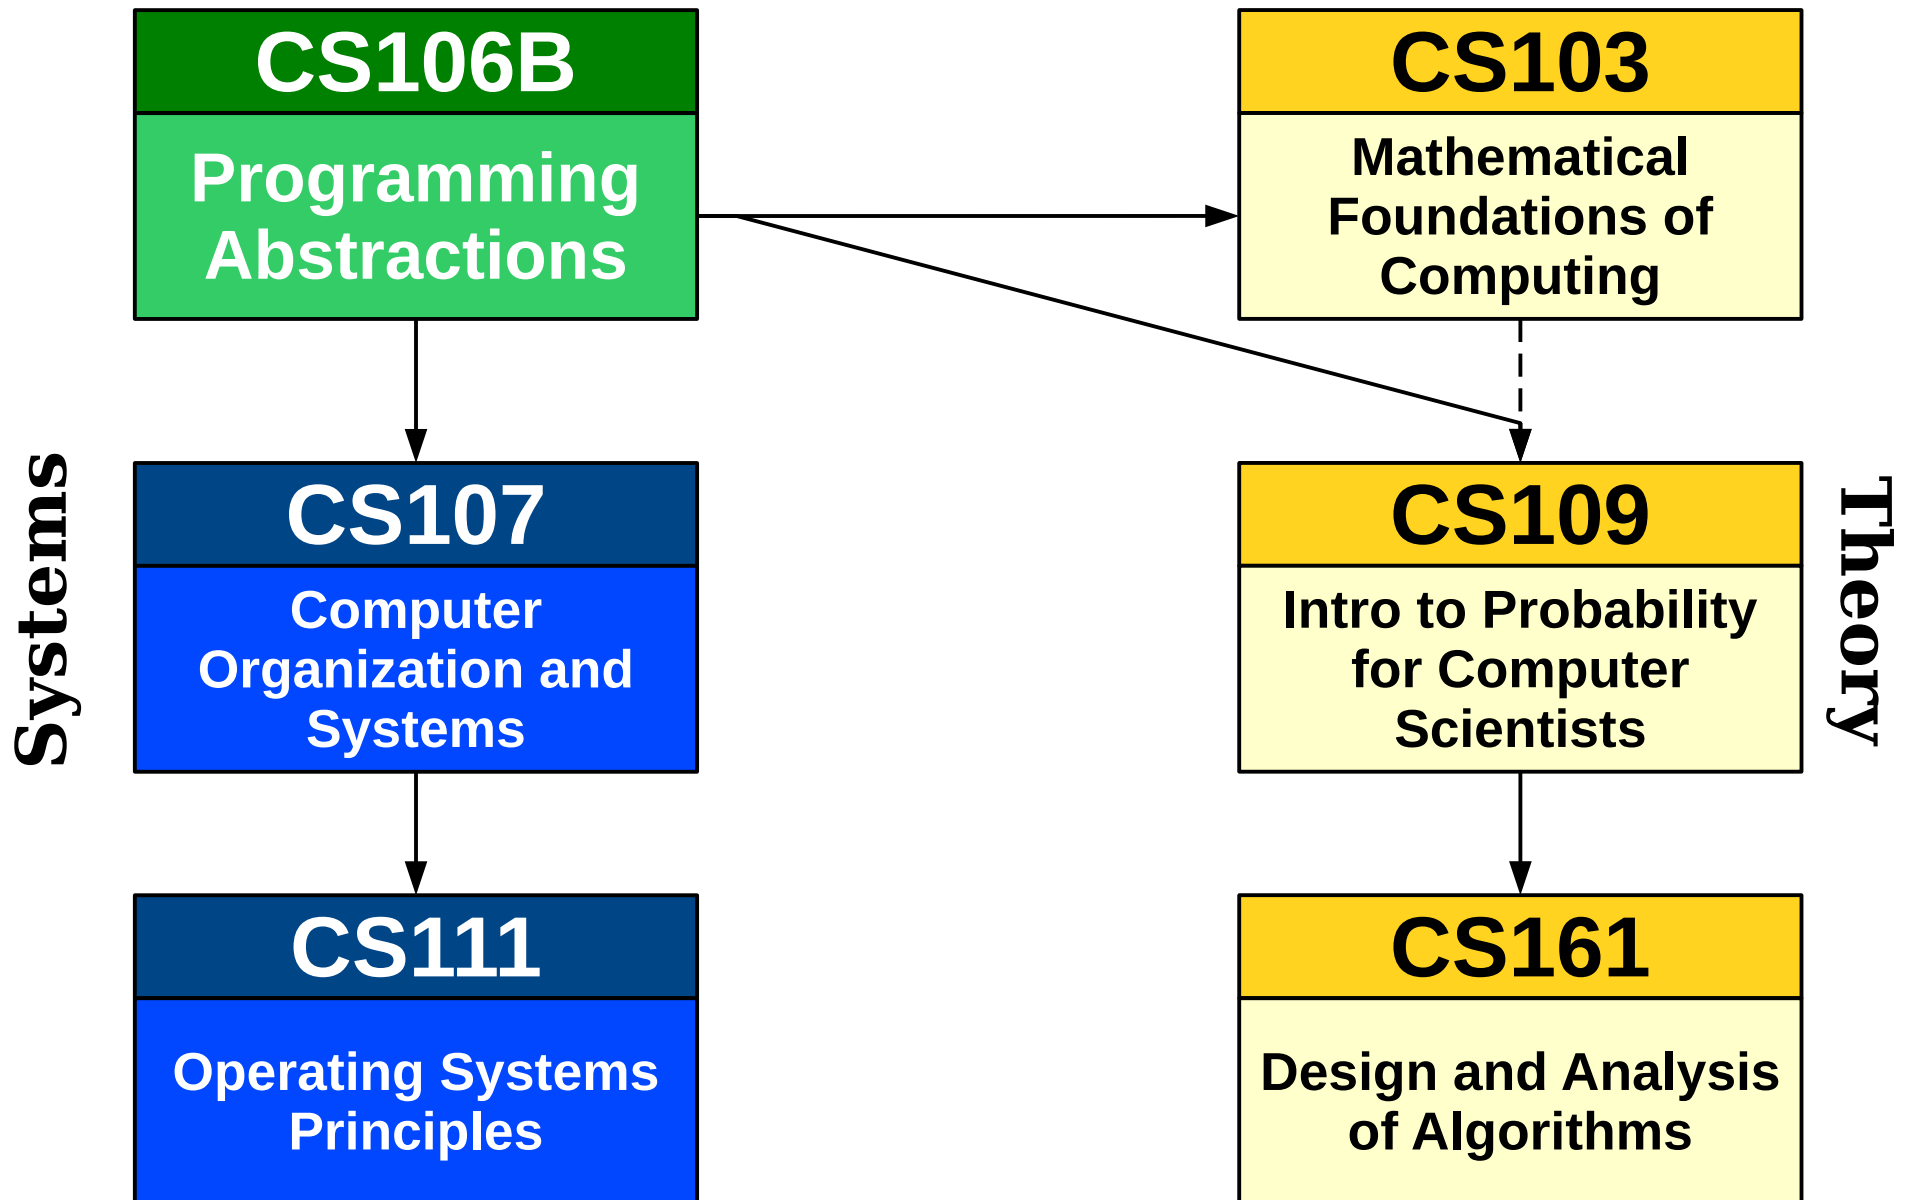 CS106B
Programming
Abstractions
CS103
Mathematical
Foundations of
Computing
Systems
CS107
Computer
Organization and
Systems
CS109
Intro to Probability
for Computer
Scientists
Theory
CS111
Operating Systems
Principles
CS161
Design and Analysis
of Algorithms